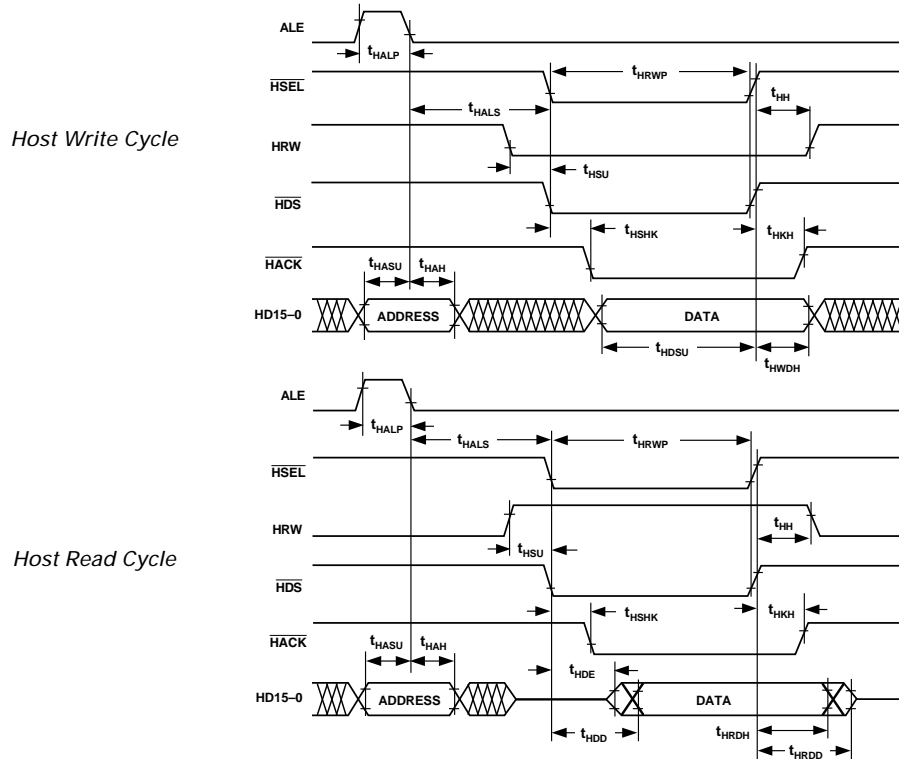 ALE
tHALP
HSEL
tHRWP
tHH
tHALS
Host Write Cycle
HRW
tHSU
HDS
tHSHK
tHKH
HACK
tHASU
tHAH
HD15–0
ADDRESS
DATA
tHDSU
tHWDH
ALE
tHALP
tHALS
tHRWP
HSEL
HRW
tHH
tHSU
Host Read Cycle
HDS
tHSHK
tHKH
HACK
tHASU
tHAH
tHDE
HD15–0
ADDRESS
DATA
tHDD
tHRDH
tHRDD